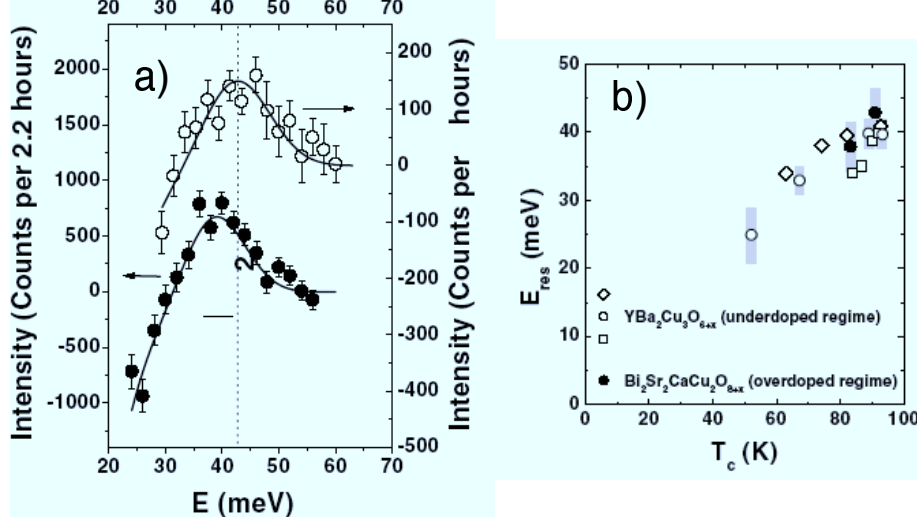 20 30 40 50 60 70
a)
2000
1500
1000
500
0
-500
-1000
Intensity (Counts per 2.2 hours)
200
100
0
-100
-200
-300
-400
-500
Intensity (Counts per hours)
2
20 30 40 50 60 70
E (meV)
b)
50
40
30
20
10
0
E_res (meV)
YBa₂Cu₃O₆₊ₓ (underdoped regime)
Bi₂Sr₂CaCu₂O₈₊ₓ (overdoped regime)
0 20 40 60 80 100
T_c (K)